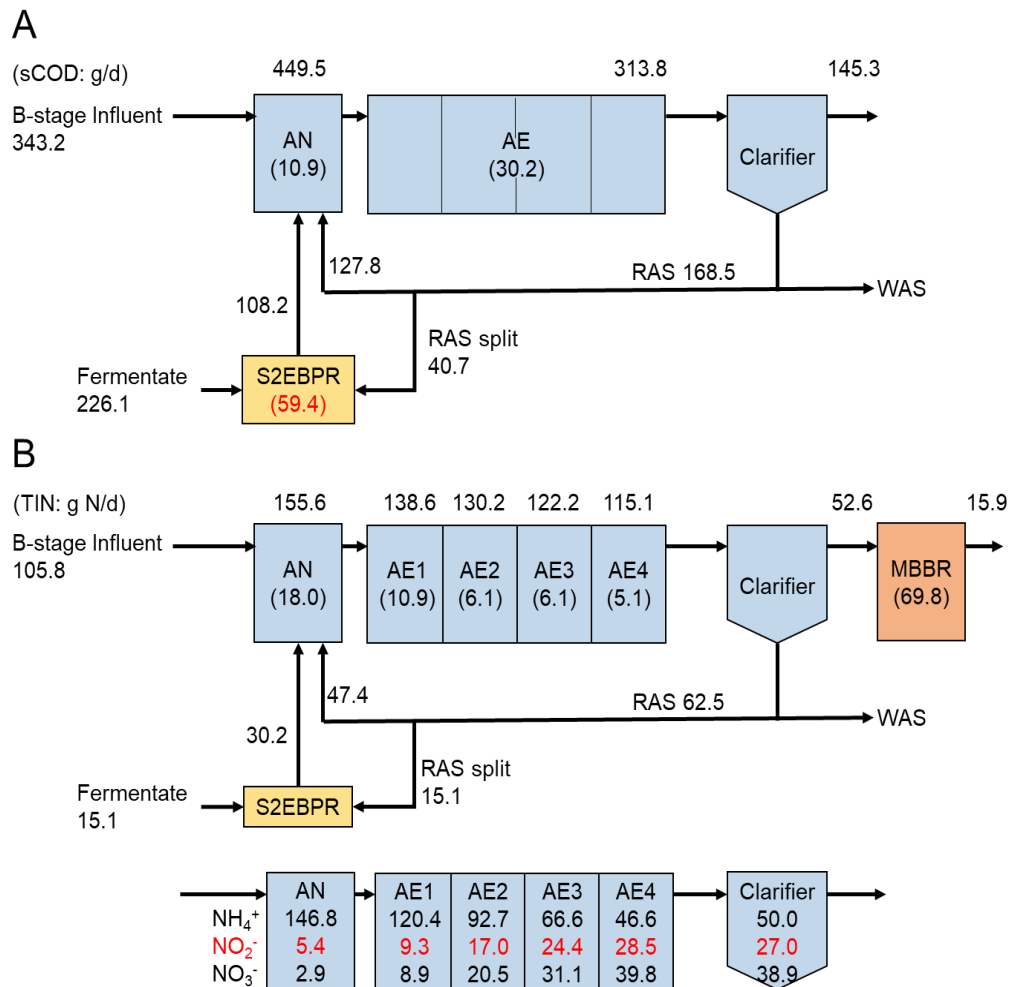 A
(sCOD: g/d)
449.5
313.8
145.3
B-stage Influent
343.2
AN
(10.9)
AE
(30.2)
Clarifier
127.8
RAS 168.5
WAS
108.2
RAS split
40.7
Fermentate
226.1
S2EBPR
(59.4)
B
(TIN: g N/d)
155.6
138.6
130.2
122.2
115.1
52.6
15.9
B-stage Influent
105.8
AN
(18.0)
AE1
(10.9)
AE2
(6.1)
AE3
(6.1)
AE4
(5.1)
Clarifier
MBBR
(69.8)
47.4
RAS 62.5
WAS
30.2
RAS split
15.1
Fermentate
15.1
S2EBPR
AN AE1 AE2 AE3 AE4 Clarifier
NH₄⁺ 146.8 120.4 92.7 66.6 46.6 50.0
NO₂⁻ 5.4 9.3 17.0 24.4 28.5 27.0
NO₃⁻ 2.9 8.9 20.5 31.1 39.8 38.9